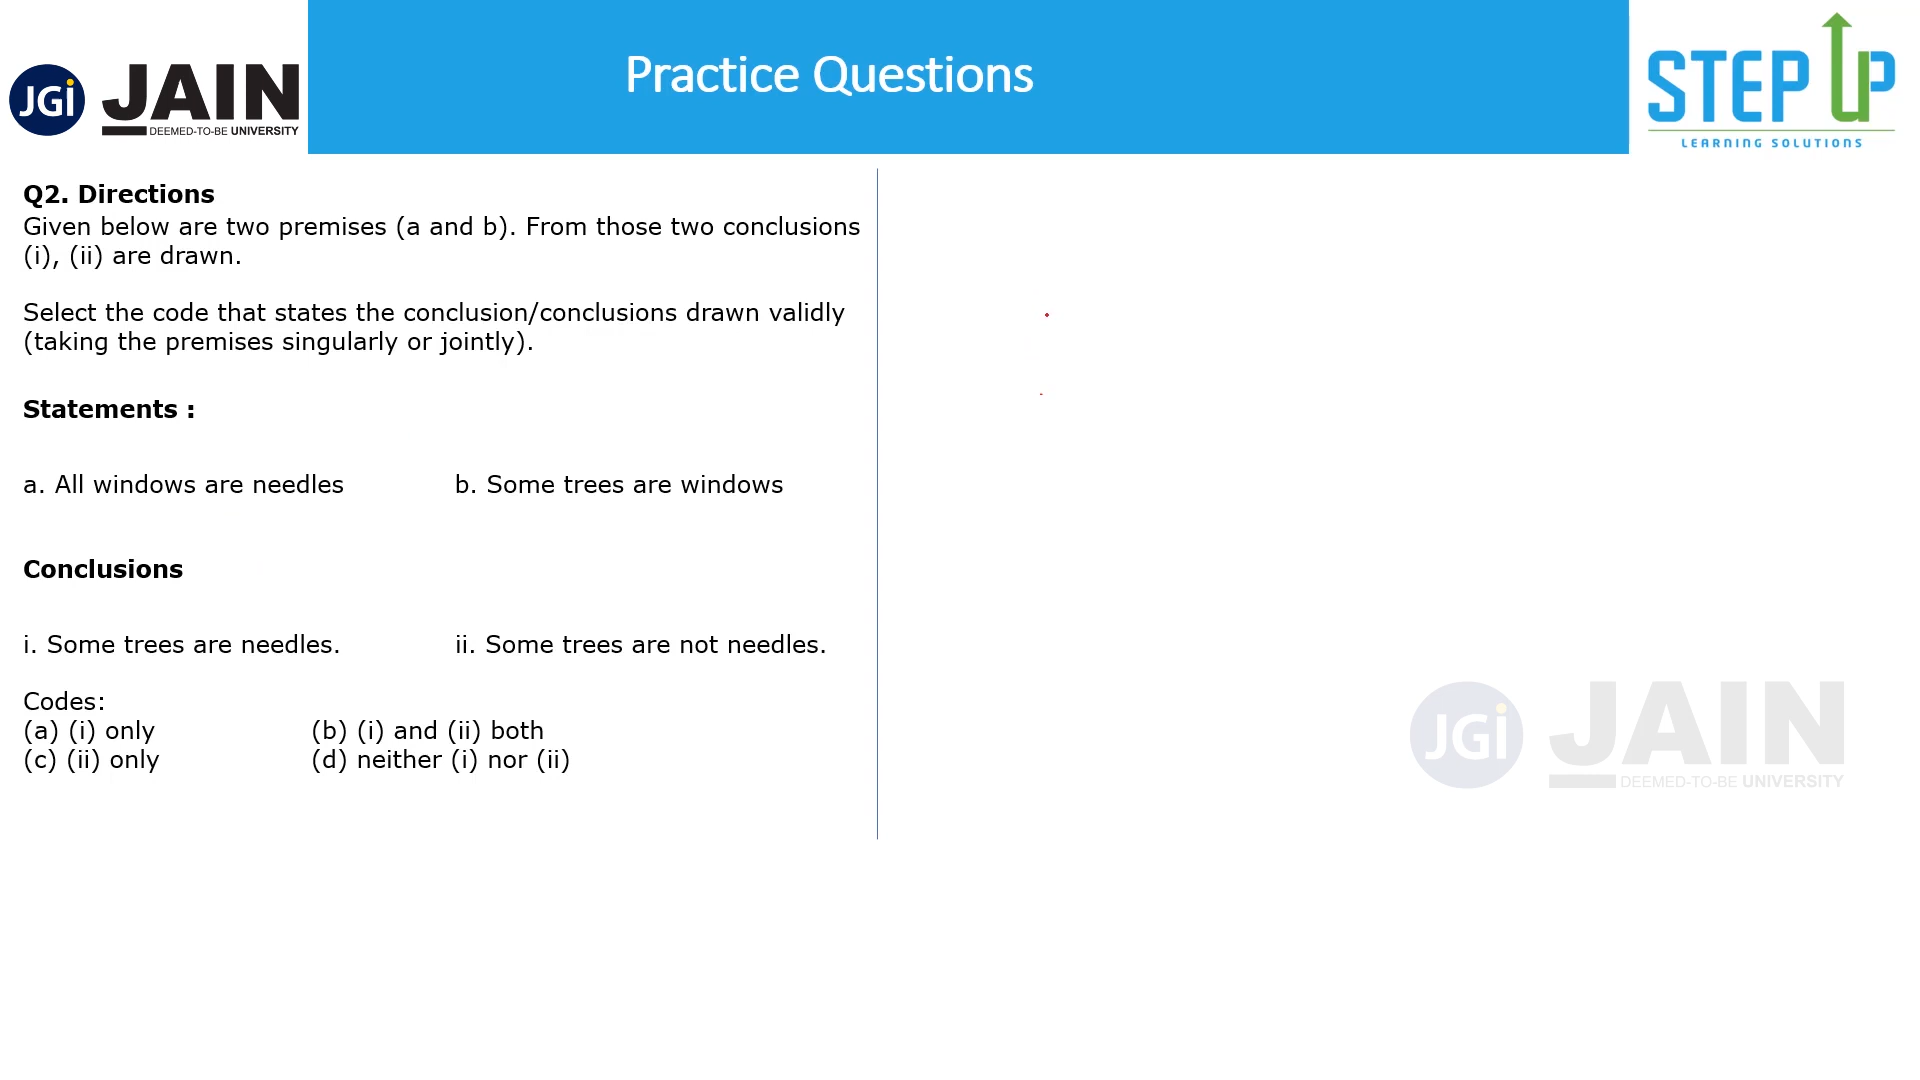 JGi JAIN
DEEMED-TO-BE UNIVERSITY
Practice Questions
STEP UP
LEARNING SOLUTIONS
Q2. Directions
Given below are two premises (a and b). From those two conclusions
(i), (ii) are drawn.
Select the code that states the conclusion/conclusions drawn validly
(taking the premises singularly or jointly).
Statements :
a. All windows are needles b. Some trees are windows
Conclusions
i. Some trees are needles. ii. Some trees are not needles.
Codes:
(a) (i) only (b) (i) and (ii) both
(c) (ii) only (d) neither (i) nor (ii)
JGi JAIN
DEEMED-TO-BE UNIVERSITY